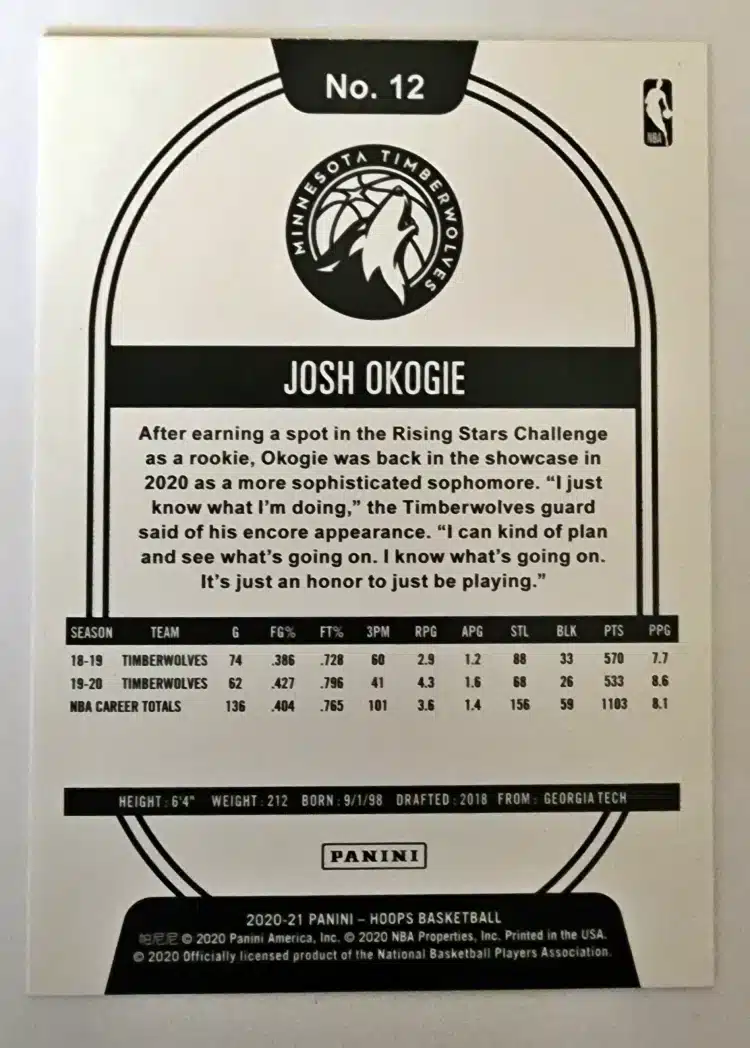 No. 12
NBA
MINNESOTA TIMBERWOLVES
JOSH OKOGIE
After earning a spot in the Rising Stars Challenge
as a rookie, Okogie was back in the showcase in
2020 as a more sophisticated sophomore. “I just
know what I’m doing,” the Timberwolves guard
said of his encore appearance. “I can kind of plan
and see what’s going on. I know what’s going on.
It’s just an honor to just be playing.”
SEASON TEAM G FG% FT% 3PM RPG APG STL BLK PTS PPG
18-19 TIMBERWOLVES 74 .386 .728 60 2.9 1.2 88 33 570 7.7
19-20 TIMBERWOLVES 62 .427 .796 41 4.3 1.6 68 26 533 8.6
NBA CAREER TOTALS 136 .404 .765 101 3.6 1.4 156 59 1103 8.1
HEIGHT: 6'4" WEIGHT: 212 BORN: 9/1/98 DRAFTED: 2018 FROM: GEORGIA TECH
PANINI
2020-21 PANINI – HOOPS BASKETBALL
帕尼尼 © 2020 Panini America, Inc. © 2020 NBA Properties, Inc. Printed in the USA.
© 2020 Officially licensed product of the National Basketball Players Association.